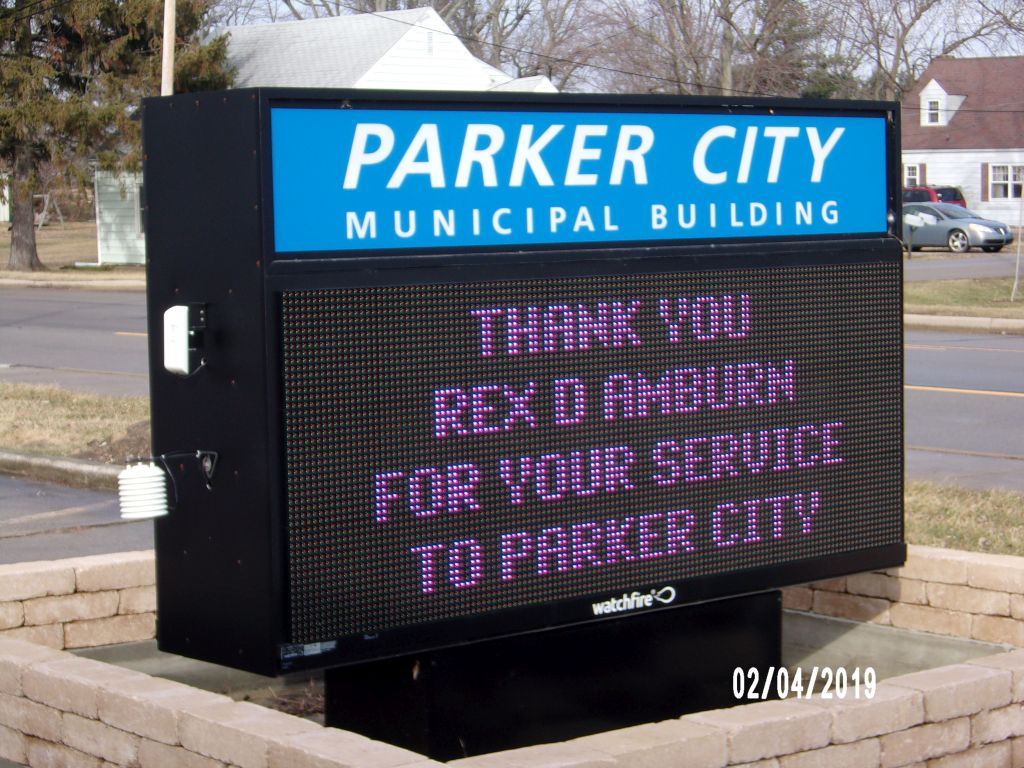 PARKER CITY
MUNICIPAL BUILDING
THANK YOU
REX D AMBURN
FOR YOUR SERVICE
TO PARKER CITY
watchfire
02/04/2019